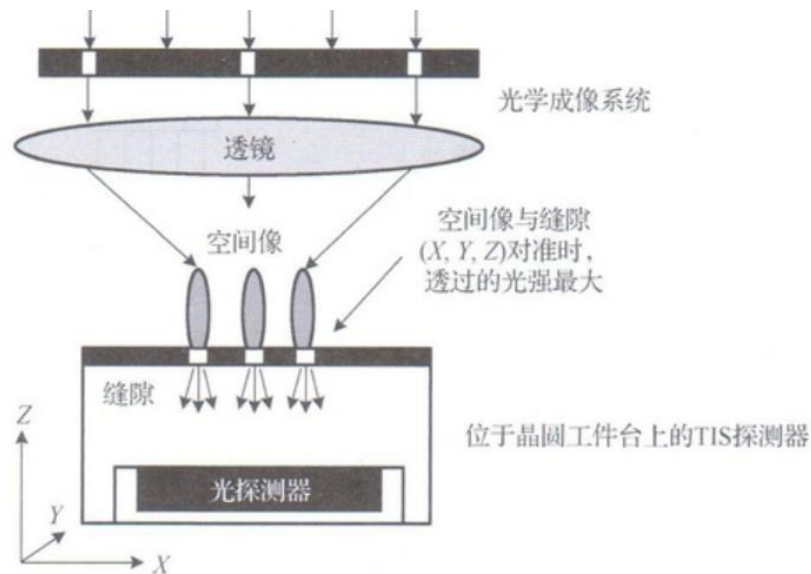 光学成像系统
透镜
空间像
空间像与缝隙
(X, Y, Z)对准时，
透过的光强最大
缝隙
Z
位于晶圆工件台上的TIS探测器
光探测器
Y
X